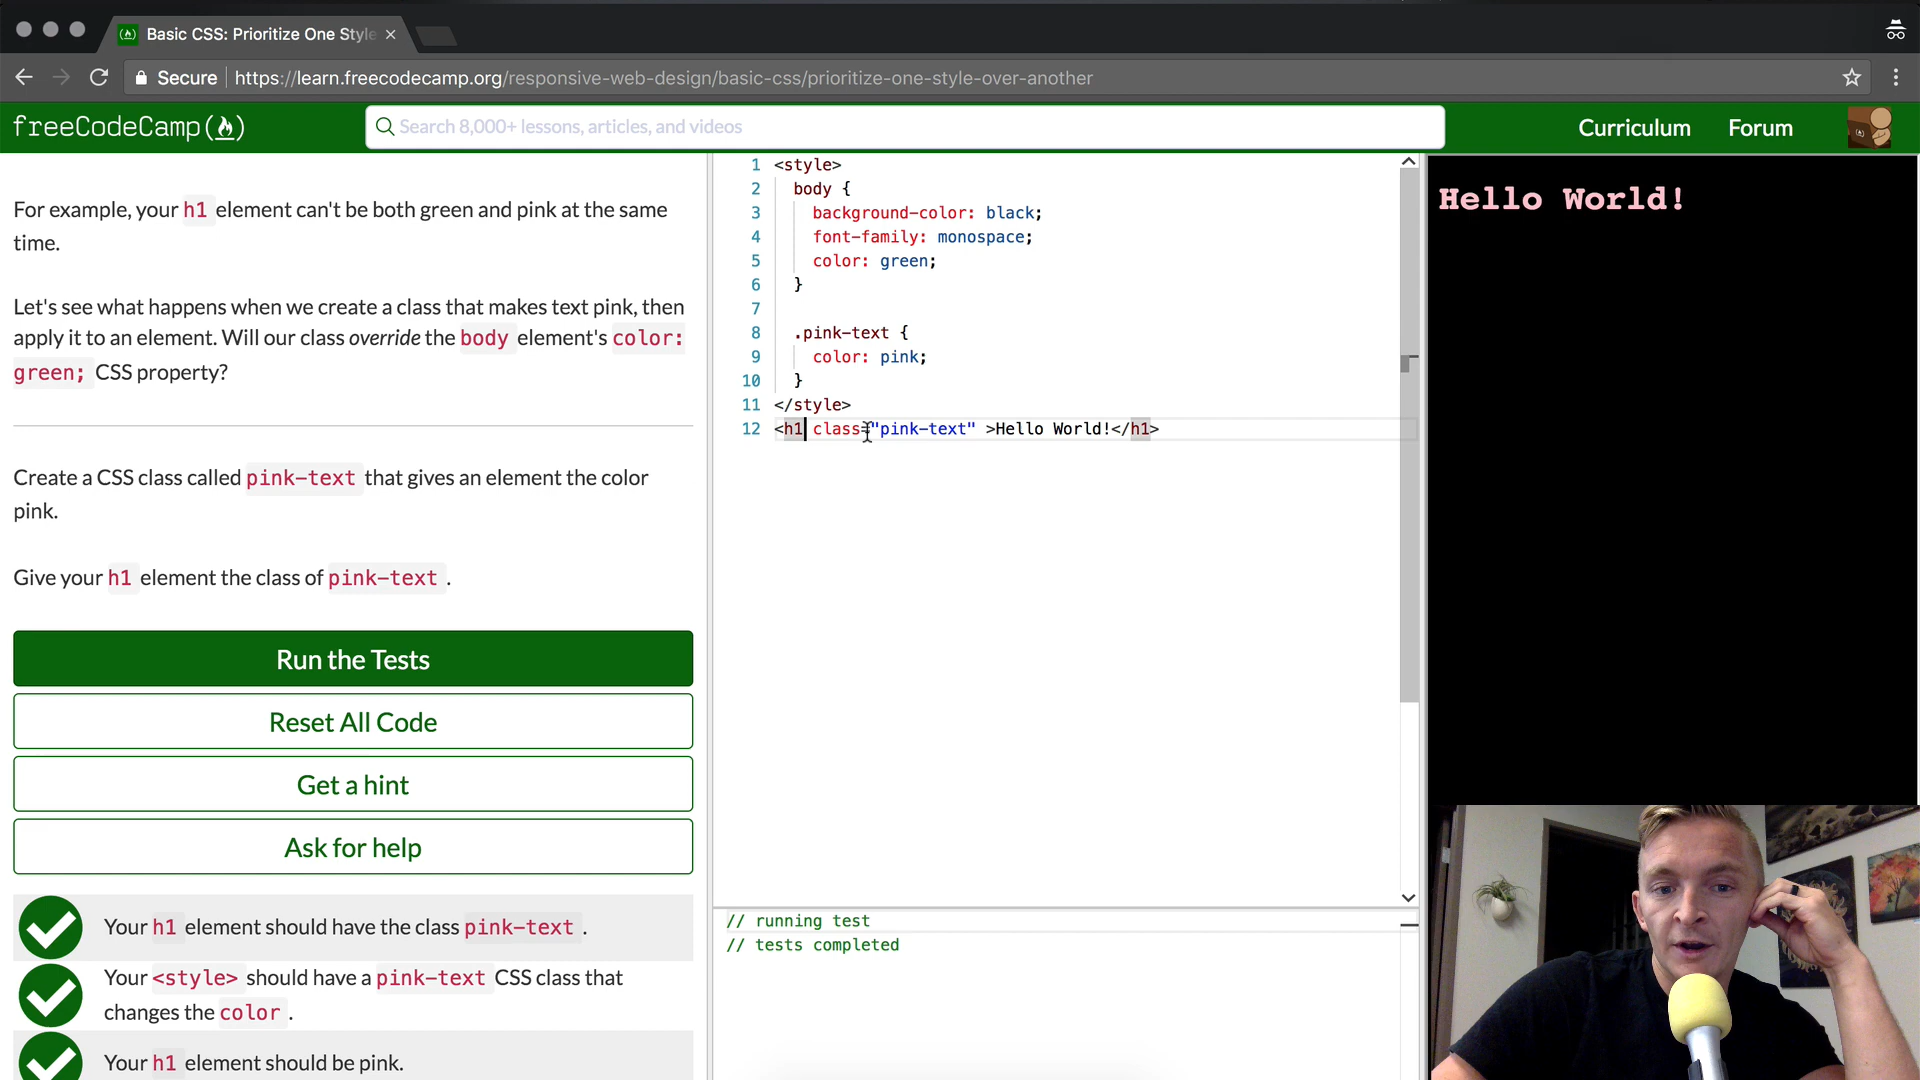 Basic CSS: Prioritize One Style
Secure
https://learn.freecodecamp.org/responsive-web-design/basic-css/prioritize-one-style-over-another
freeCodeCamp
Search 8,000+ lessons, articles, and videos
Curriculum
Forum
For example, your h1 element can't be both green and pink at the same
time.
Let's see what happens when we create a class that makes text pink, then
apply it to an element. Will our class override the body element's color:
green; CSS property?
Create a CSS class called pink-text that gives an element the color
pink.
Give your h1 element the class of pink-text .
Run the Tests
Reset All Code
Get a hint
Ask for help
Your h1 element should have the class pink-text .
Your <style> should have a pink-text CSS class that
changes the color .
Your h1 element should be pink.
1 <style>
2 body {
3 background-color: black;
4 font-family: monospace;
5 color: green;
6 }
7
8 .pink-text {
9 color: pink;
10 }
11 </style>
12 <h1 class="pink-text" >Hello World!</h1>
// running test
// tests completed
Hello World!